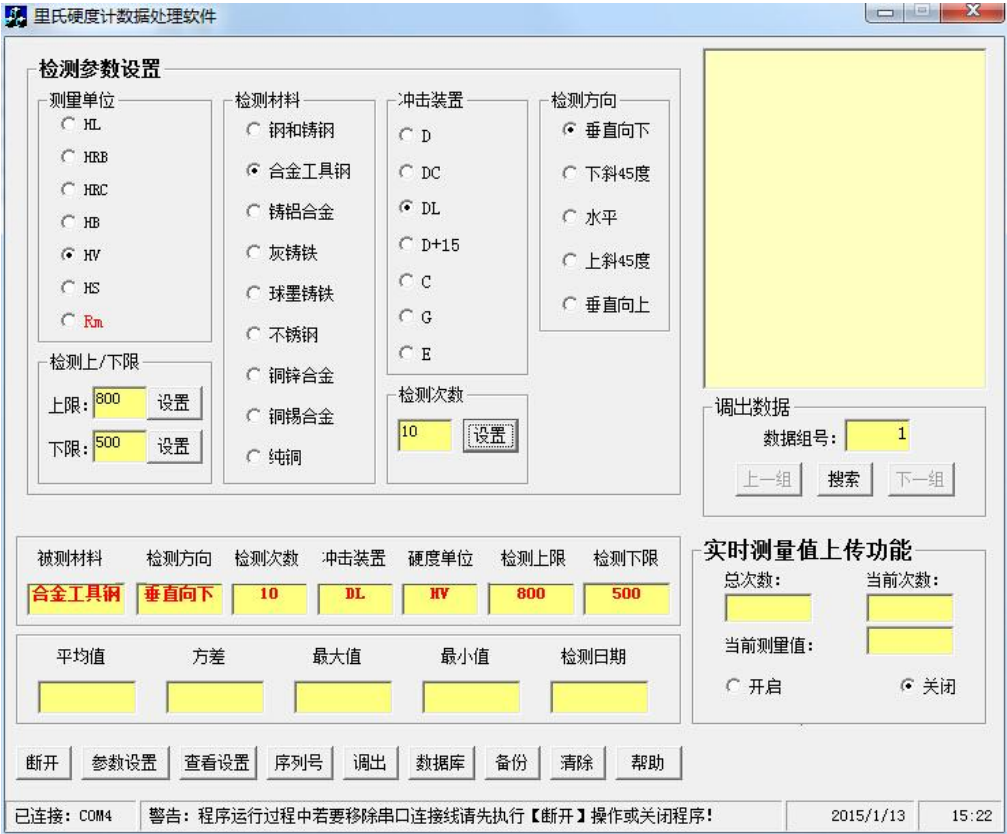 里氏硬度计数据处理软件
检测参数设置
测量单位
HL
HRB
HRC
HB
HV
HS
Rm
检测上/下限
上限: 800 设置
下限: 500 设置
检测材料
钢和铸钢
合金工具钢
铸铝合金
灰铸铁
球墨铸铁
不锈钢
铜锌合金
铜锡合金
纯铜
冲击装置
D
DC
DL
D+15
C
G
E
检测次数
10 设置
检测方向
垂直向下
下斜45度
水平
上斜45度
垂直向上
调出数据
数据组号: 1
上一组 搜索 下一组
被测材料 检测方向 检测次数 冲击装置 硬度单位 检测上限 检测下限
合金工具钢 垂直向下 10 DL HV 800 500
平均值 方差 最大值 最小值 检测日期
实时测量值上传功能
总次数: 当前次数:
当前测量值:
开启 关闭
断开 参数设置 查看设置 序列号 调出 数据库 备份 清除 帮助
已连接: COM4 警告: 程序运行过程中若要移除串口连接线请先执行【断开】操作或关闭程序! 2015/1/13 15:22